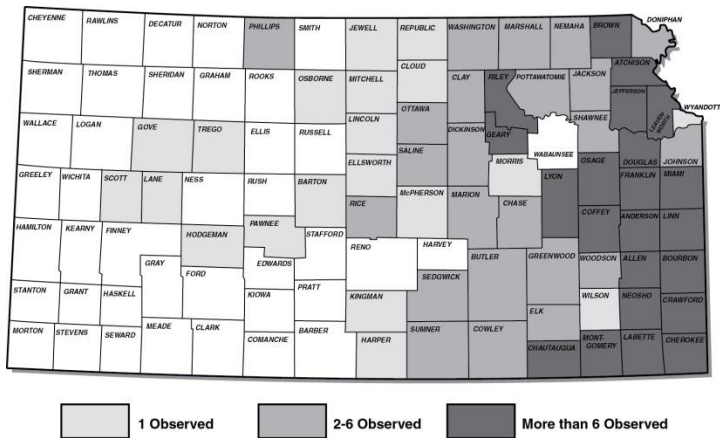 CHEYENNE RAWLINS DECATUR NORTON PHILLIPS SMITH JEWELL REPUBLIC WASHINGTON MARSHALL NEMAHA BROWN DONIPHAN
SHERMAN THOMAS SHERIDAN GRAHAM ROOKS OSBORNE MITCHELL CLOUD CLAY RILEY POTTAWATOMIE JACKSON ATCHISON
JEFFERSON
LEAVEN-
WORTH
WYANDOTT
WALLACE LOGAN GOVE TREGO ELLIS RUSSELL LINCOLN OTTAWA DICKINSON GEARY WABAUNSEE SHAWNEE DOUGLAS JOHNSON
ELLSWORTH SALINE MORRIS OSAGE
GREELEY WICHITA SCOTT LANE NESS RUSH BARTON RICE McPHERSON MARION CHASE LYON FRANKLIN MIAMI
HAMILTON KEARNY FINNEY HODGEMAN PAWNEE STAFFORD COFFEY ANDERSON LINN
GRAY FORD EDWARDS RENO HARVEY BUTLER GREENWOOD WOODSON ALLEN BOURBON
STANTON GRANT HASKELL KIOWA PRATT KINGMAN SEDGWICK ELK WILSON NEOSHO CRAWFORD
MORTON STEVENS SEWARD MEADE CLARK COMANCHE BARBER HARPER SUMNER COWLEY CHAUTAUQUA
MONT-
GOMERY
LABETTE CHEROKEE
1 Observed
2-6 Observed
More than 6 Observed